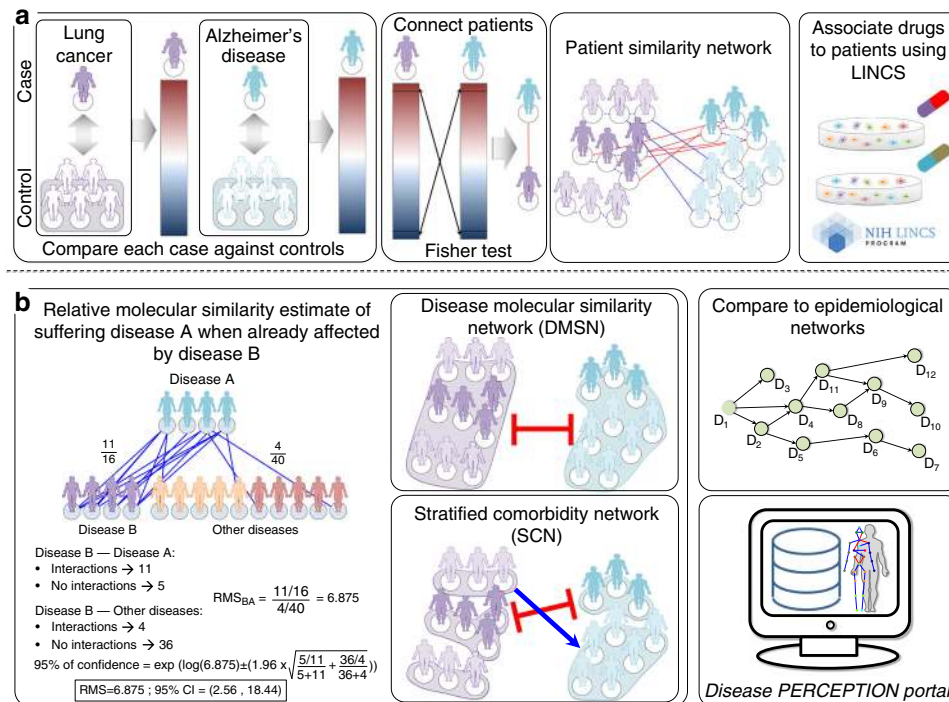 a
Case
Control
Lung
cancer
Alzheimer's
disease
Compare each case against controls
Connect patients
Fisher test
Patient similarity network
Associate drugs
to patients using
LINCS
NIH LINCS
PROGRAM
b
Relative molecular similarity estimate of
suffering disease A when already affected
by disease B
Disease A
11/16
4/40
Disease B
Other diseases
Disease B — Disease A:
• Interactions → 11
• No interactions → 5
Disease B — Other diseases:
• Interactions → 4
• No interactions → 36
RMS_BA = (11/16)/(4/40) = 6.875
95% of confidence = exp (log(6.875)±(1.96 x √(5/11/5+11 + 36/4/36+4)))
RMS=6.875 ; 95% CI = (2.56 , 18.44)
Disease molecular similarity
network (DMSN)
Stratified comorbidity network
(SCN)
Compare to epidemiological
networks
D12
D3
D11
D9
D1
D4
D8
D10
D2
D5
D6
D7
Disease PERCEPTION portal